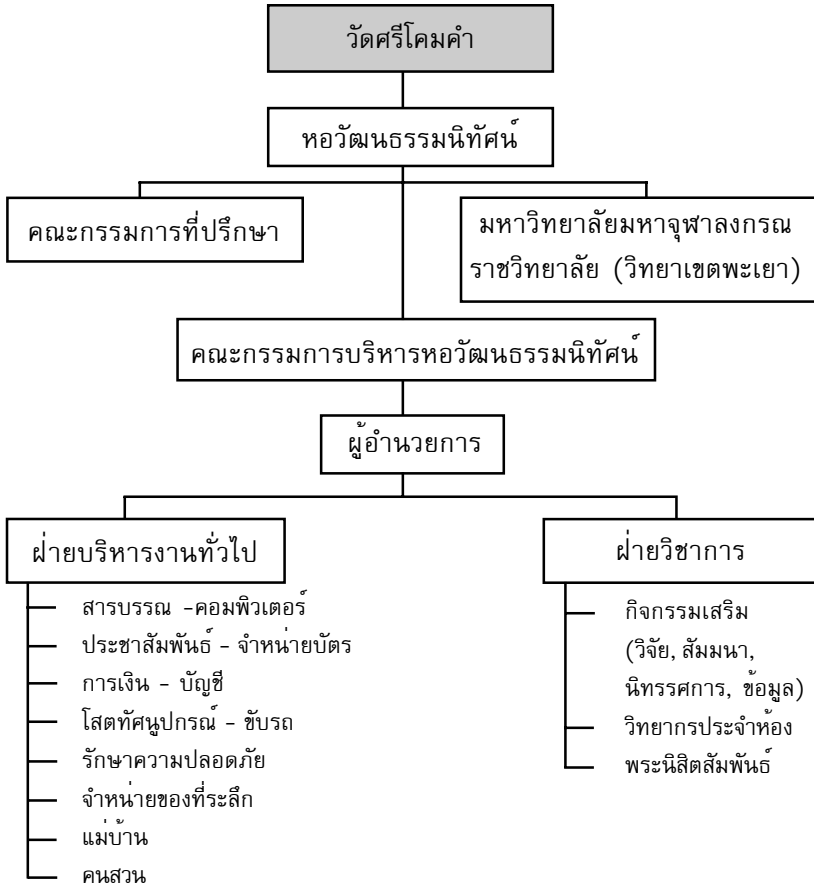 วัดศรีโคมคำ
หอวัฒนธรรมนิทัศน์
คณะกรรมการที่ปรึกษา
มหาวิทยาลัยมหาจุฬาลงกรณ
ราชวิทยาลัย (วิทยาเขตพะเยา)
คณะกรรมการบริหารหอวัฒนธรรมนิทัศน์
ผู้อำนวยการ
ฝ่ายบริหารงานทั่วไป
สารบรรณ -คอมพิวเตอร์
ประชาสัมพันธ์ - จำหน่ายบัตร
การเงิน - บัญชี
โสตทัศนูปกรณ์ - ขับรถ
รักษาความปลอดภัย
จำหน่ายของที่ระลึก
แม่บ้าน
คนสวน
ฝ่ายวิชาการ
กิจกรรมเสริม
(วิจัย, สัมมนา,
นิทรรศการ, ข้อมูล)
วิทยากรประจำห้อง
พระนิสิตสัมพันธ์